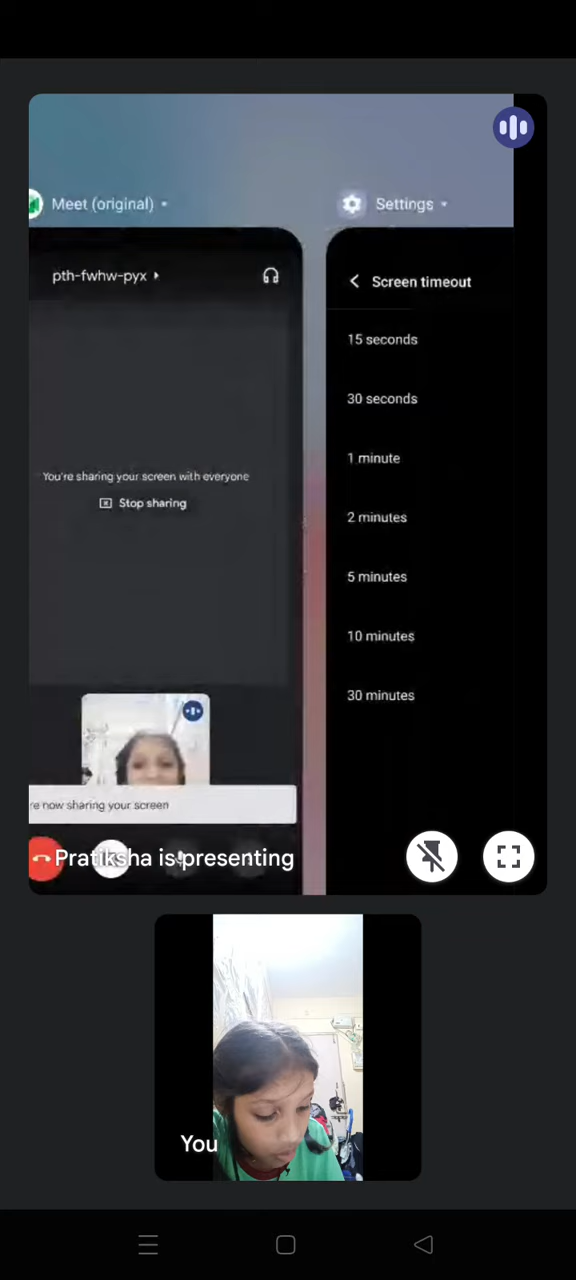 Meet (original)
Settings
pth-fwhw-pyx
Screen timeout
15 seconds
30 seconds
1 minute
You're sharing your screen with everyone
Stop sharing
2 minutes
5 minutes
10 minutes
30 minutes
re now sharing your screen
Pratiksha is presenting
You